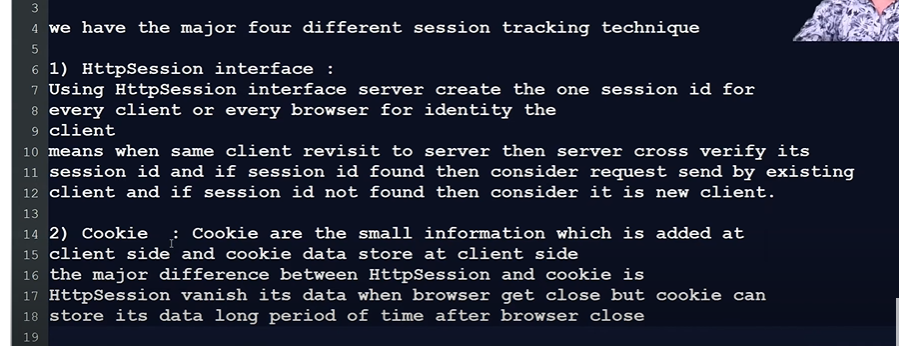 3
4 we have the major four different session tracking technique
5
6 1) HttpSession interface :
7 Using HttpSession interface server create the one session id for
8 every client or every browser for identity the
9 client
10 means when same client revisit to server then server cross verify its
11 session id and if session id found then consider request send by existing
12 client and if session id not found then consider it is new client.
13
14 2) Cookie  : Cookie are the small information which is added at
15 client side and cookie data store at client side
16 the major difference between HttpSession and cookie is
17 HttpSession vanish its data when browser get close but cookie can
18 store its data long period of time after browser close
19